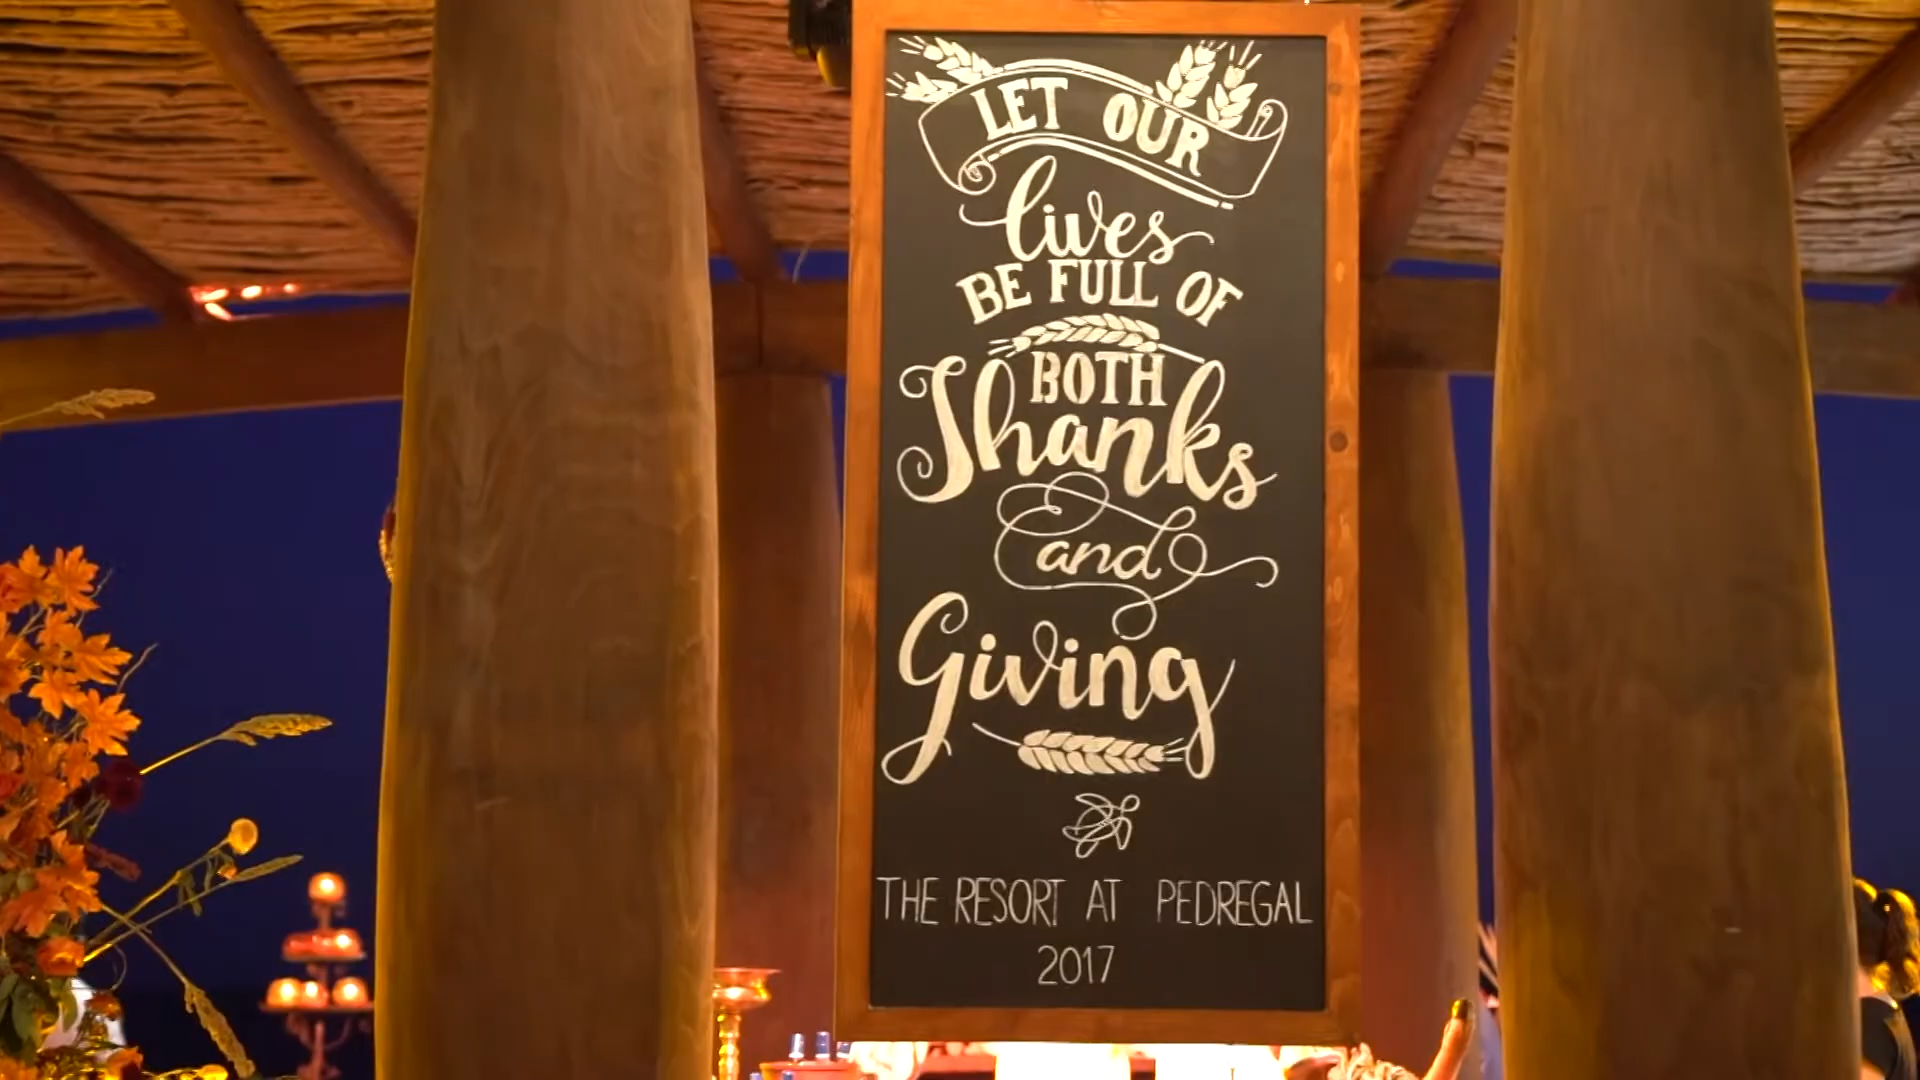 LET OUR
lives
BE FULL OF
BOTH
Thanks
and
Giving
THE RESORT AT PEDREGAL
2017